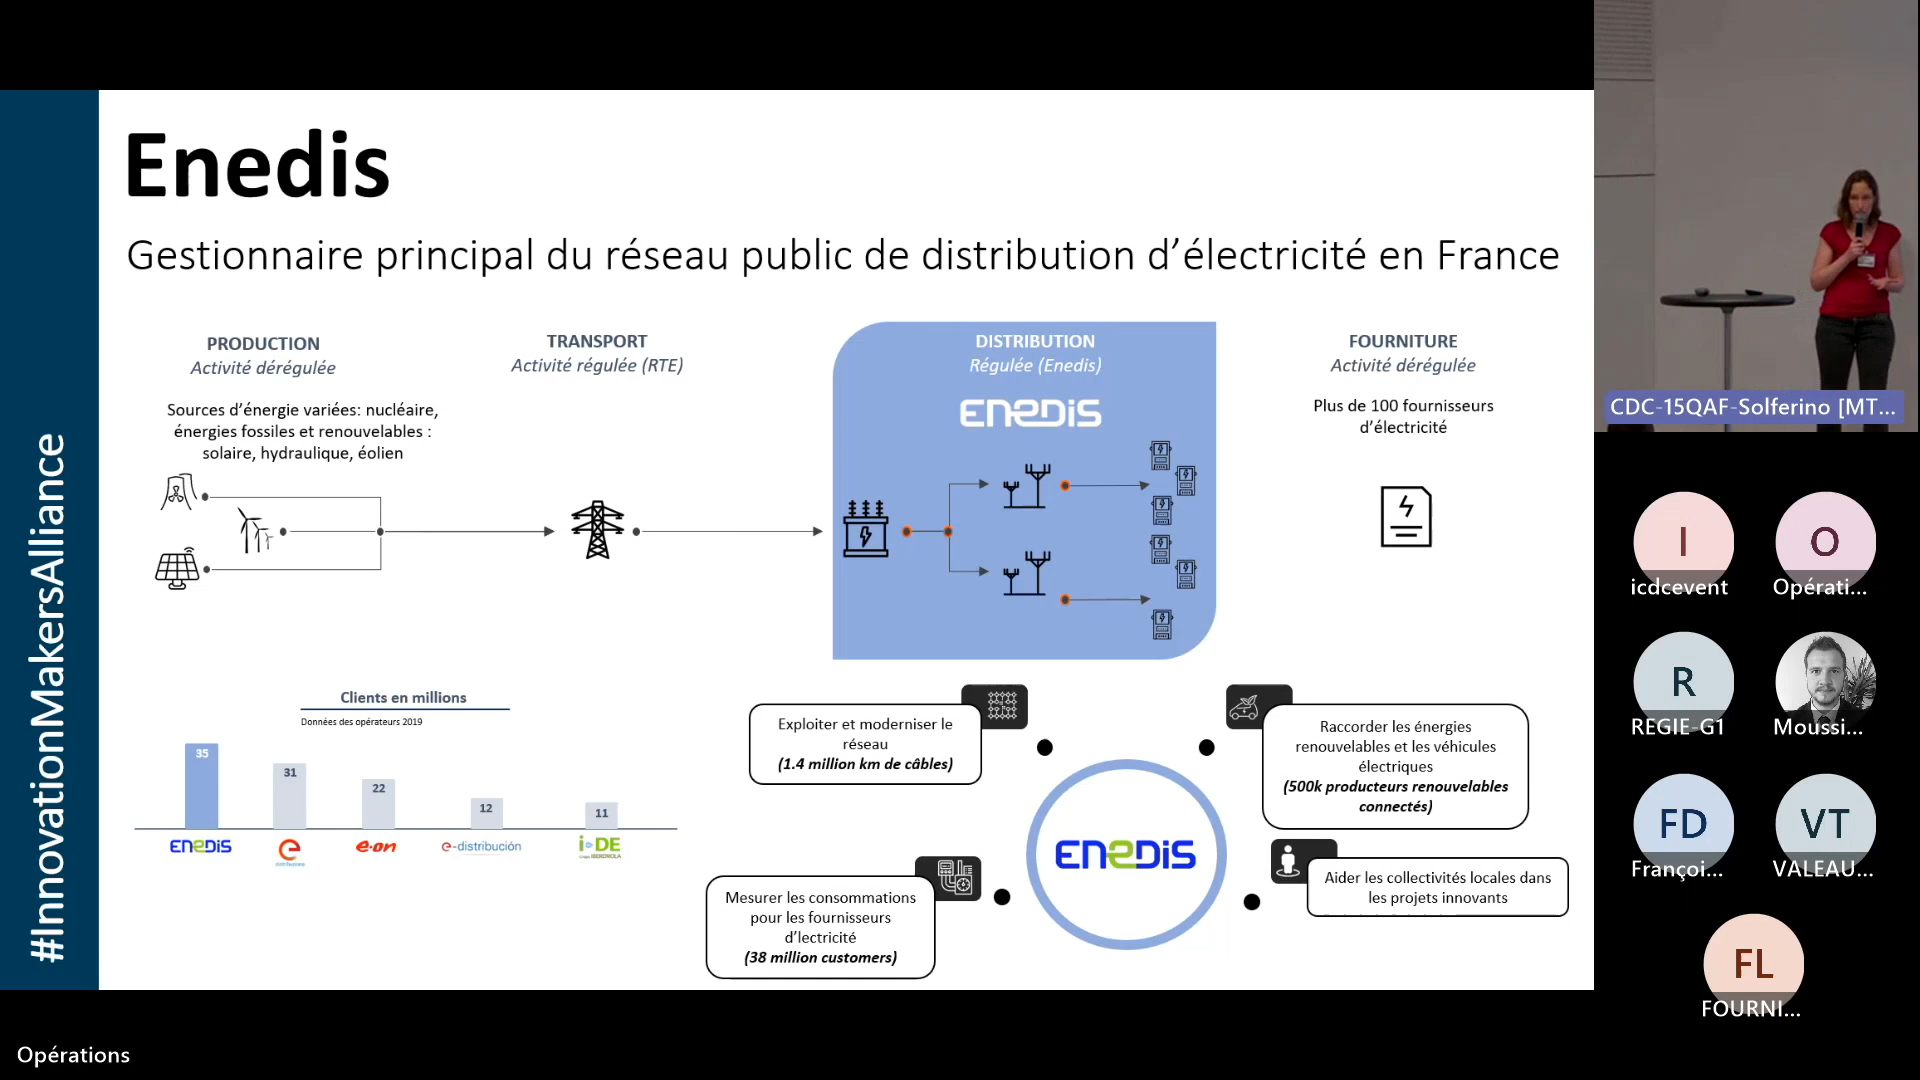 #InnovationMakersAlliance
Enedis
Gestionnaire principal du réseau public de distribution d'électricité en France
PRODUCTION
Activité dérégulée
Sources d'énergie variées: nucléaire,
énergies fossiles et renouvelables :
solaire, hydraulique, éolien
TRANSPORT
Activité régulée (RTE)
DISTRIBUTION
Régulée (Enedis)
ENEDIS
FOURNITURE
Activité dérégulée
Plus de 100 fournisseurs
d'électricité
Clients en millions
Données des opérateurs 2019
35
31
22
12
11
ENEDIS
e
e-on
e-distribución
i-DE
Exploiter et moderniser le
réseau
(1.4 million km de câbles)
Raccorder les énergies
renouvelables et les véhicules
électriques
(500k producteurs renouvelables
connectés)
Mesurer les consommations
pour les fournisseurs
d'lectricité
(38 million customers)
ENEDIS
Aider les collectivités locales dans
les projets innovants
CDC-15QAF-Solferino [MT...
I
icdcevent
O
Opérati...
R
REGIE-G1
Moussi...
FD
Françoi...
VT
VALEAU...
FL
FOURNI...
Opérations